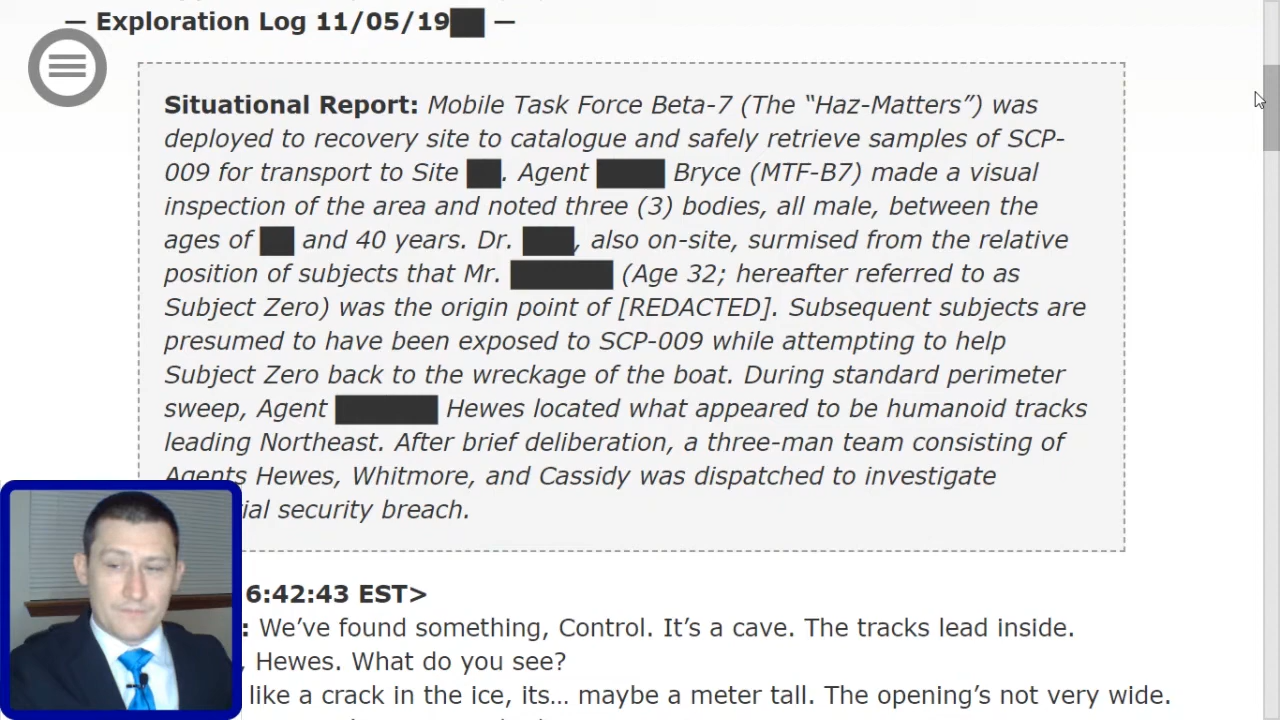 — Exploration Log 11/05/19██ —
Situational Report: Mobile Task Force Beta-7 (The “Haz-Matters”) was
deployed to recovery site to catalogue and safely retrieve samples of SCP-
009 for transport to Site ██. Agent ████ Bryce (MTF-B7) made a visual
inspection of the area and noted three (3) bodies, all male, between the
ages of ██ and 40 years. Dr. ███, also on-site, surmised from the relative
position of subjects that Mr. ██████ (Age 32; hereafter referred to as
Subject Zero) was the origin point of [REDACTED]. Subsequent subjects are
presumed to have been exposed to SCP-009 while attempting to help
Subject Zero back to the wreckage of the boat. During standard perimeter
sweep, Agent ██████ Hewes located what appeared to be humanoid tracks
leading Northeast. After brief deliberation, a three-man team consisting of
Agents Hewes, Whitmore, and Cassidy was dispatched to investigate
security breach.
6:42:43 EST>
: We’ve found something, Control. It’s a cave. The tracks lead inside.
, Hewes. What do you see?
like a crack in the ice, its… maybe a meter tall. The opening’s not very wide.